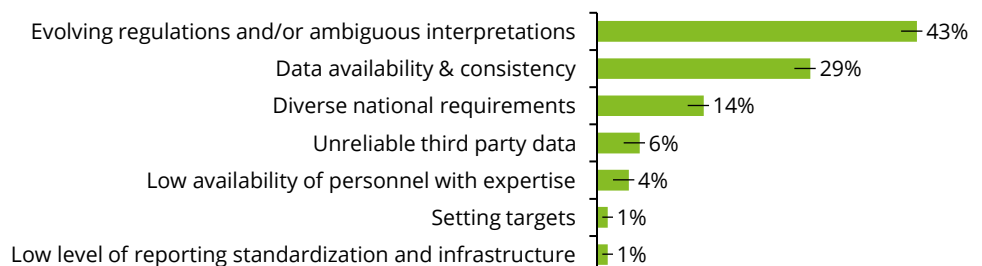 Evolving regulations and/or ambiguous interpretations 43%
Data availability & consistency 29%
Diverse national requirements 14%
Unreliable third party data 6%
Low availability of personnel with expertise 4%
Setting targets 1%
Low level of reporting standardization and infrastructure 1%